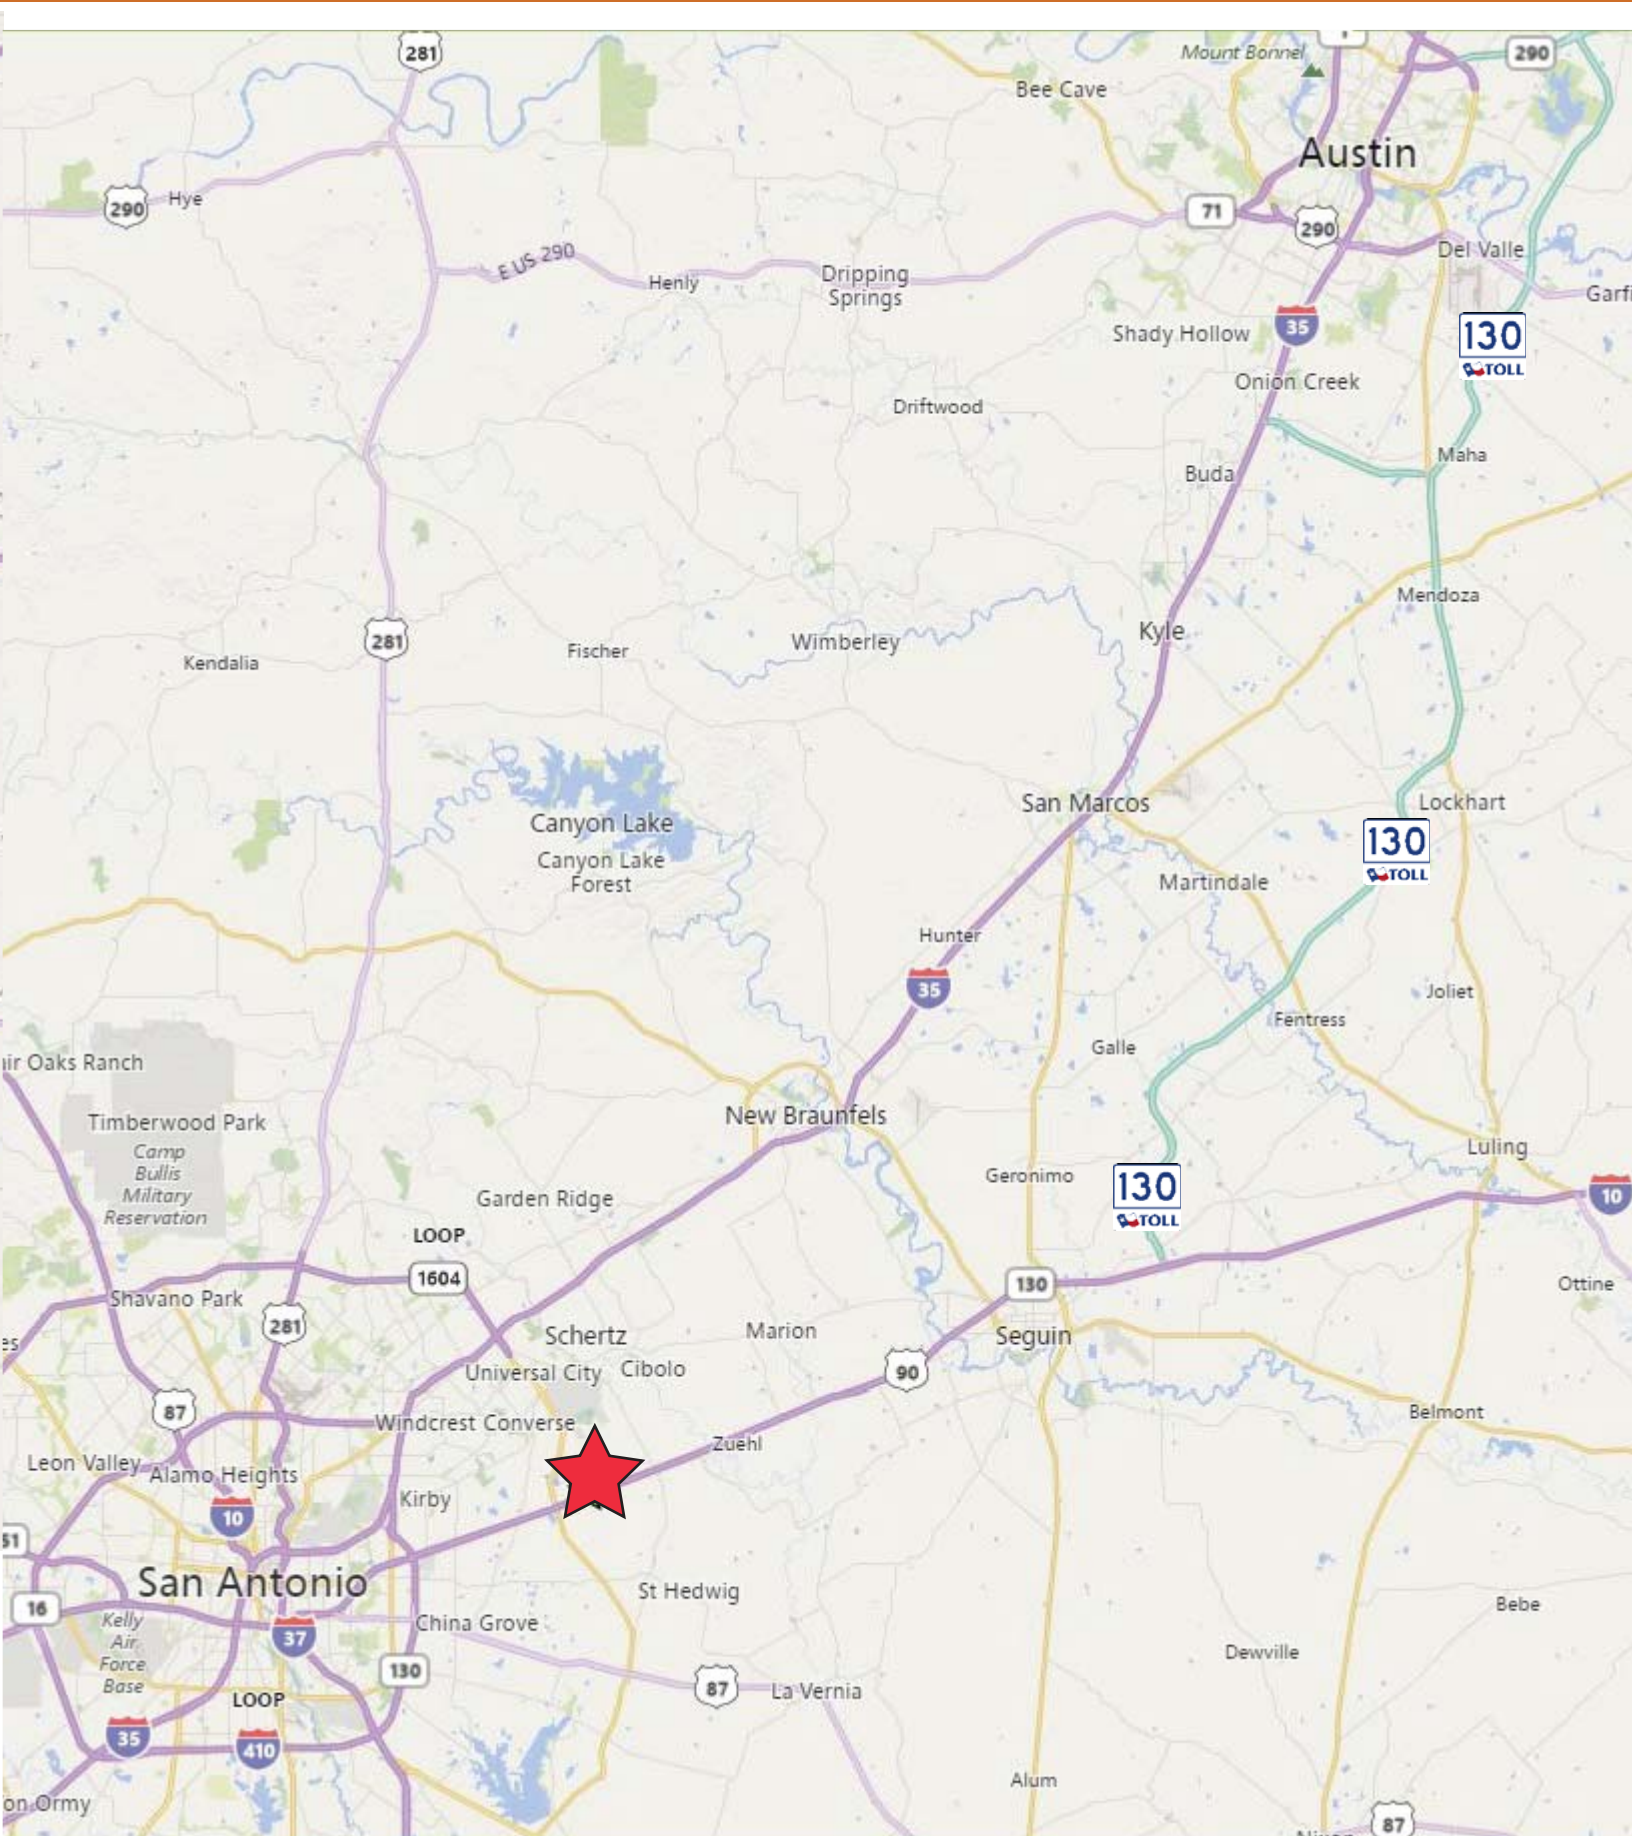 281
1
290
Mount Bonnel
Bee Cave
Austin
290
Hye
71
290
Del Valle
E US 290
Henly
Dripping
Springs
Garfi
Shady Hollow
35
130
TOLL
Onion Creek
Driftwood
Maha
Buda
Mendoza
281
Kendalia
Fischer
Wimberley
Kyle
San Marcos
Lockhart
Canyon Lake
Canyon Lake
Forest
130
TOLL
Martindale
Hunter
35
Joliet
Fentress
Galle
air Oaks Ranch
Timberwood Park
Camp
Bullis
Military
Reservation
New Braunfels
Luling
Geronimo
130
TOLL
10
Garden Ridge
LOOP
1604
130
Ottine
Shavano Park
281
es
Schertz
Marion
Seguin
Universal City
Cibolo
90
87
Windcrest
Converse
Belmont
Zuehl
Leon Valley
Alamo Heights
Kirby
10
51
San Antonio
St Hedwig
16
Kelly
Air
Force
Base
China Grove
37
Bebe
Dewville
130
87
La Vernia
LOOP
35
410
Alum
on Ormy
87